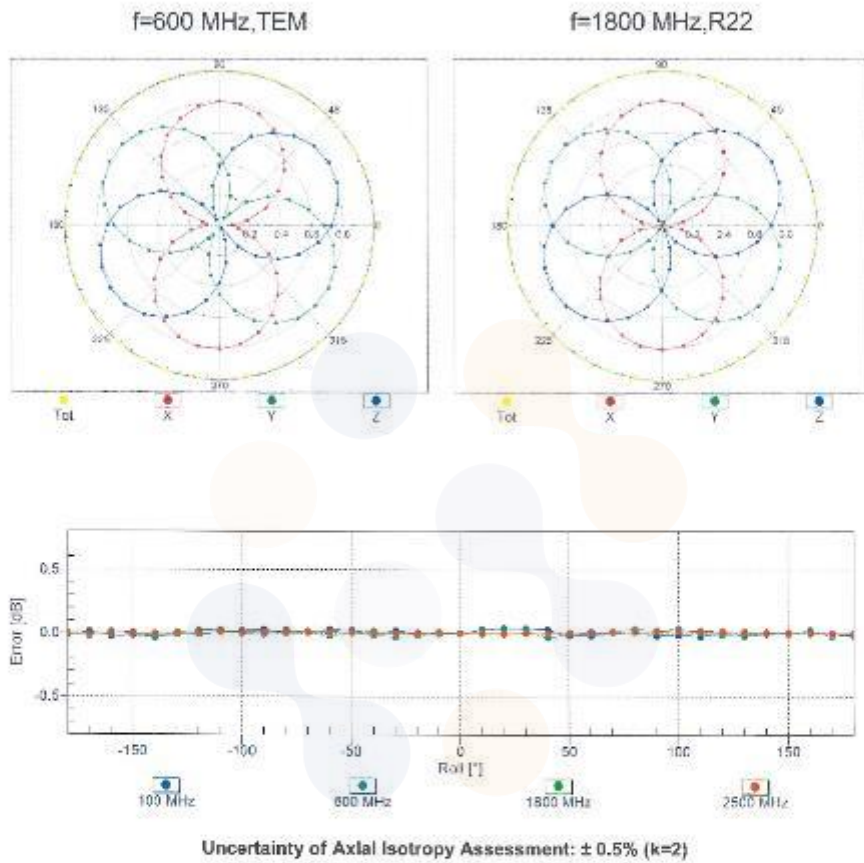 f=600 MHz,TEM
f=1800 MHz,R22
90
135
45
180
0
0.2 0.4 0.6 0.8
225
315
270
Tot
X
Y
Z
90
135
45
180
0
225
315
270
Tot
X
Y
Z
Error [dB]
0.5
0.0
-0.5
-150
-100
-50
0
50
100
150
Roll [°]
100 MHz
600 MHz
1800 MHz
2500 MHz
Uncertainty of Axial Isotropy Assessment: ± 0.5% (k=2)